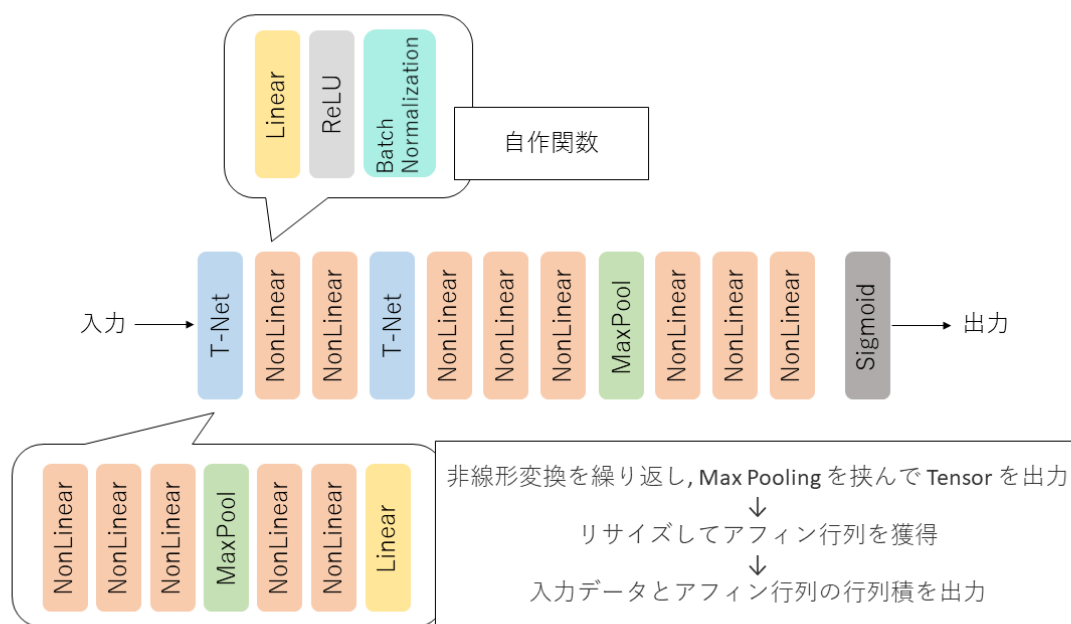 Linear
ReLU
Batch
Normalization
自作関数
入力
T-Net
NonLinear
NonLinear
T-Net
NonLinear
NonLinear
NonLinear
MaxPool
NonLinear
NonLinear
NonLinear
Sigmoid
出力
NonLinear
NonLinear
NonLinear
MaxPool
NonLinear
NonLinear
Linear
非線形変換を繰り返し, Max Pooling を挟んで Tensor を出力
↓
リサイズしてアフィン行列を獲得
↓
入力データとアフィン行列の行列積を出力